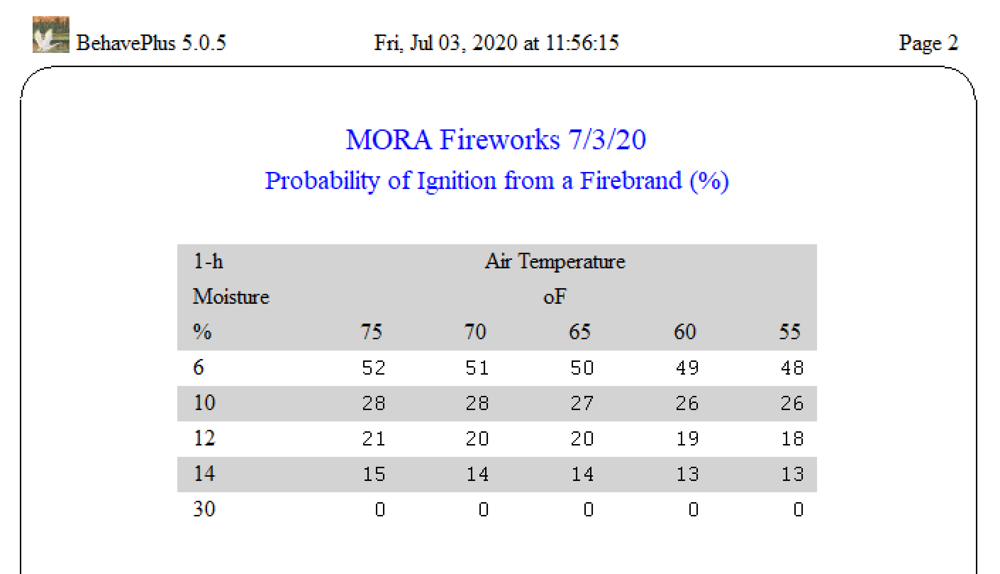 BehavePlus 5.0.5 Fri, Jul 03, 2020 at 11:56:15 Page 2
MORA Fireworks 7/3/20
Probability of Ignition from a Firebrand (%)
1-h Air Temperature
Moisture oF
% 75 70 65 60 55
6 52 51 50 49 48
10 28 28 27 26 26
12 21 20 20 19 18
14 15 14 14 13 13
30 0 0 0 0 0